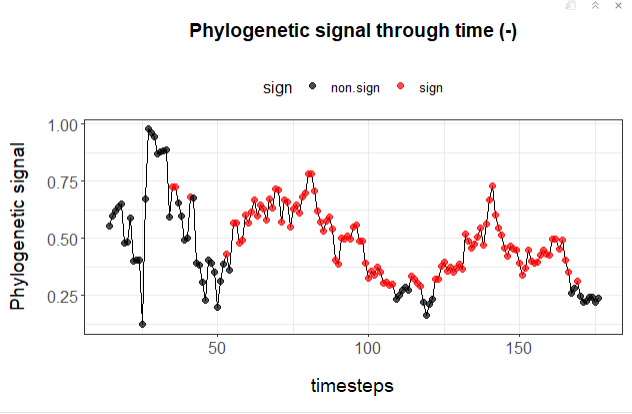 Phylogenetic signal through time (-)
sign non.sign sign
1.00
0.75
0.50
0.25
Phylogenetic signal
50 100 150
timesteps